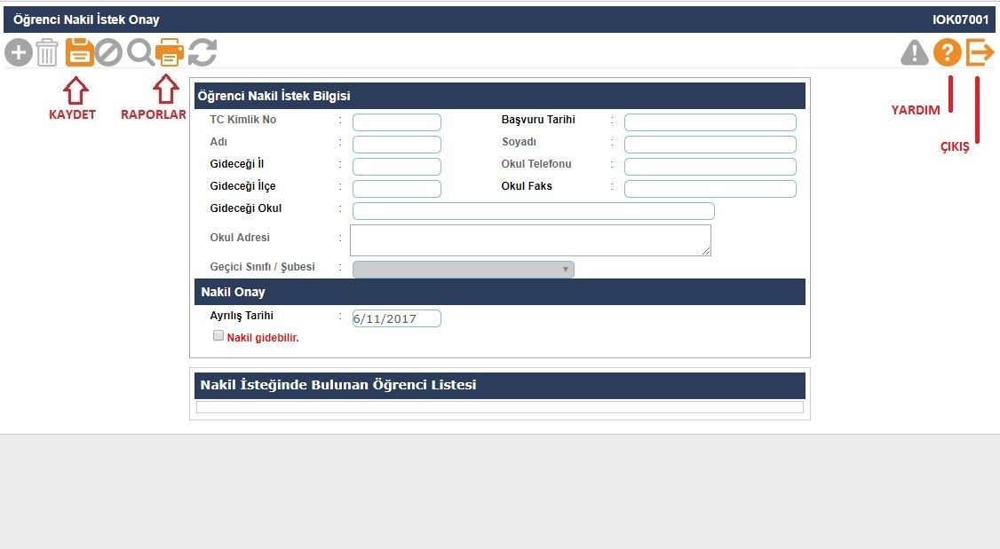 Öğrenci Nakil İstek Onay IOK07001
KAYDET RAPORLAR YARDIM ÇIKIŞ
Öğrenci Nakil İstek Bilgisi
TC Kimlik No : Başvuru Tarihi :
Adı : Soyadı :
Gideceği İl : Okul Telefonu :
Gideceği İlçe : Okul Faks :
Gideceği Okul :
Okul Adresi :
Geçici Sınıfı / Şubesi :
Nakil Onay
Ayrılış Tarihi : 6/11/2017
Nakil gidebilir.
Nakil İsteğinde Bulunan Öğrenci Listesi